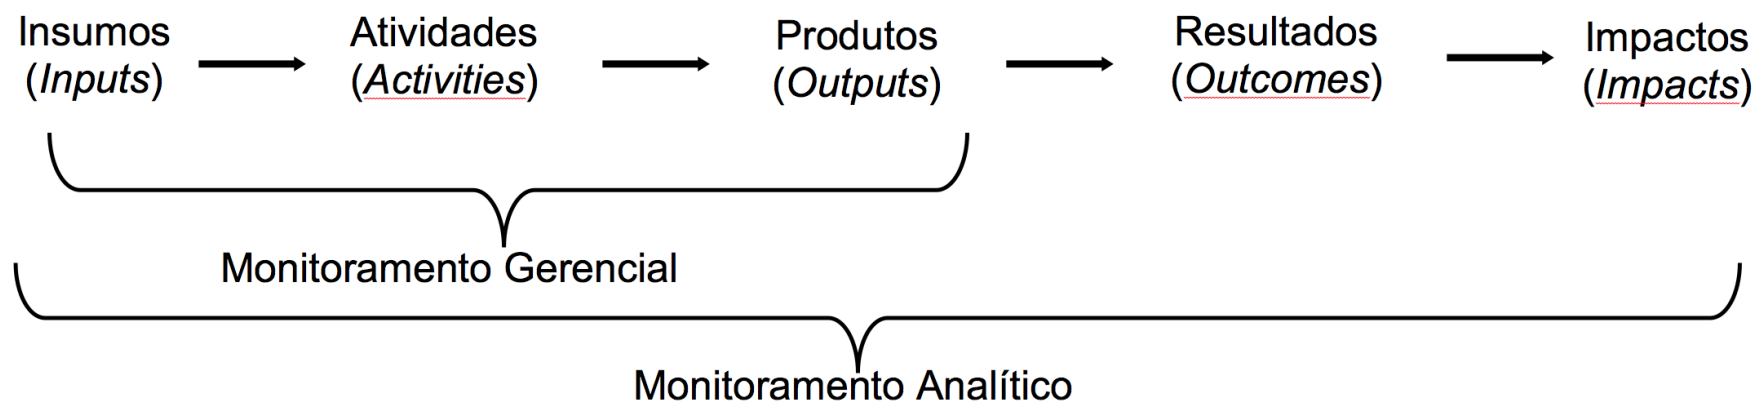 Insumos
(Inputs)
Atividades
(Activities)
Produtos
(Outputs)
Resultados
(Outcomes)
Impactos
(Impacts)
Monitoramento Gerencial
Monitoramento Analítico